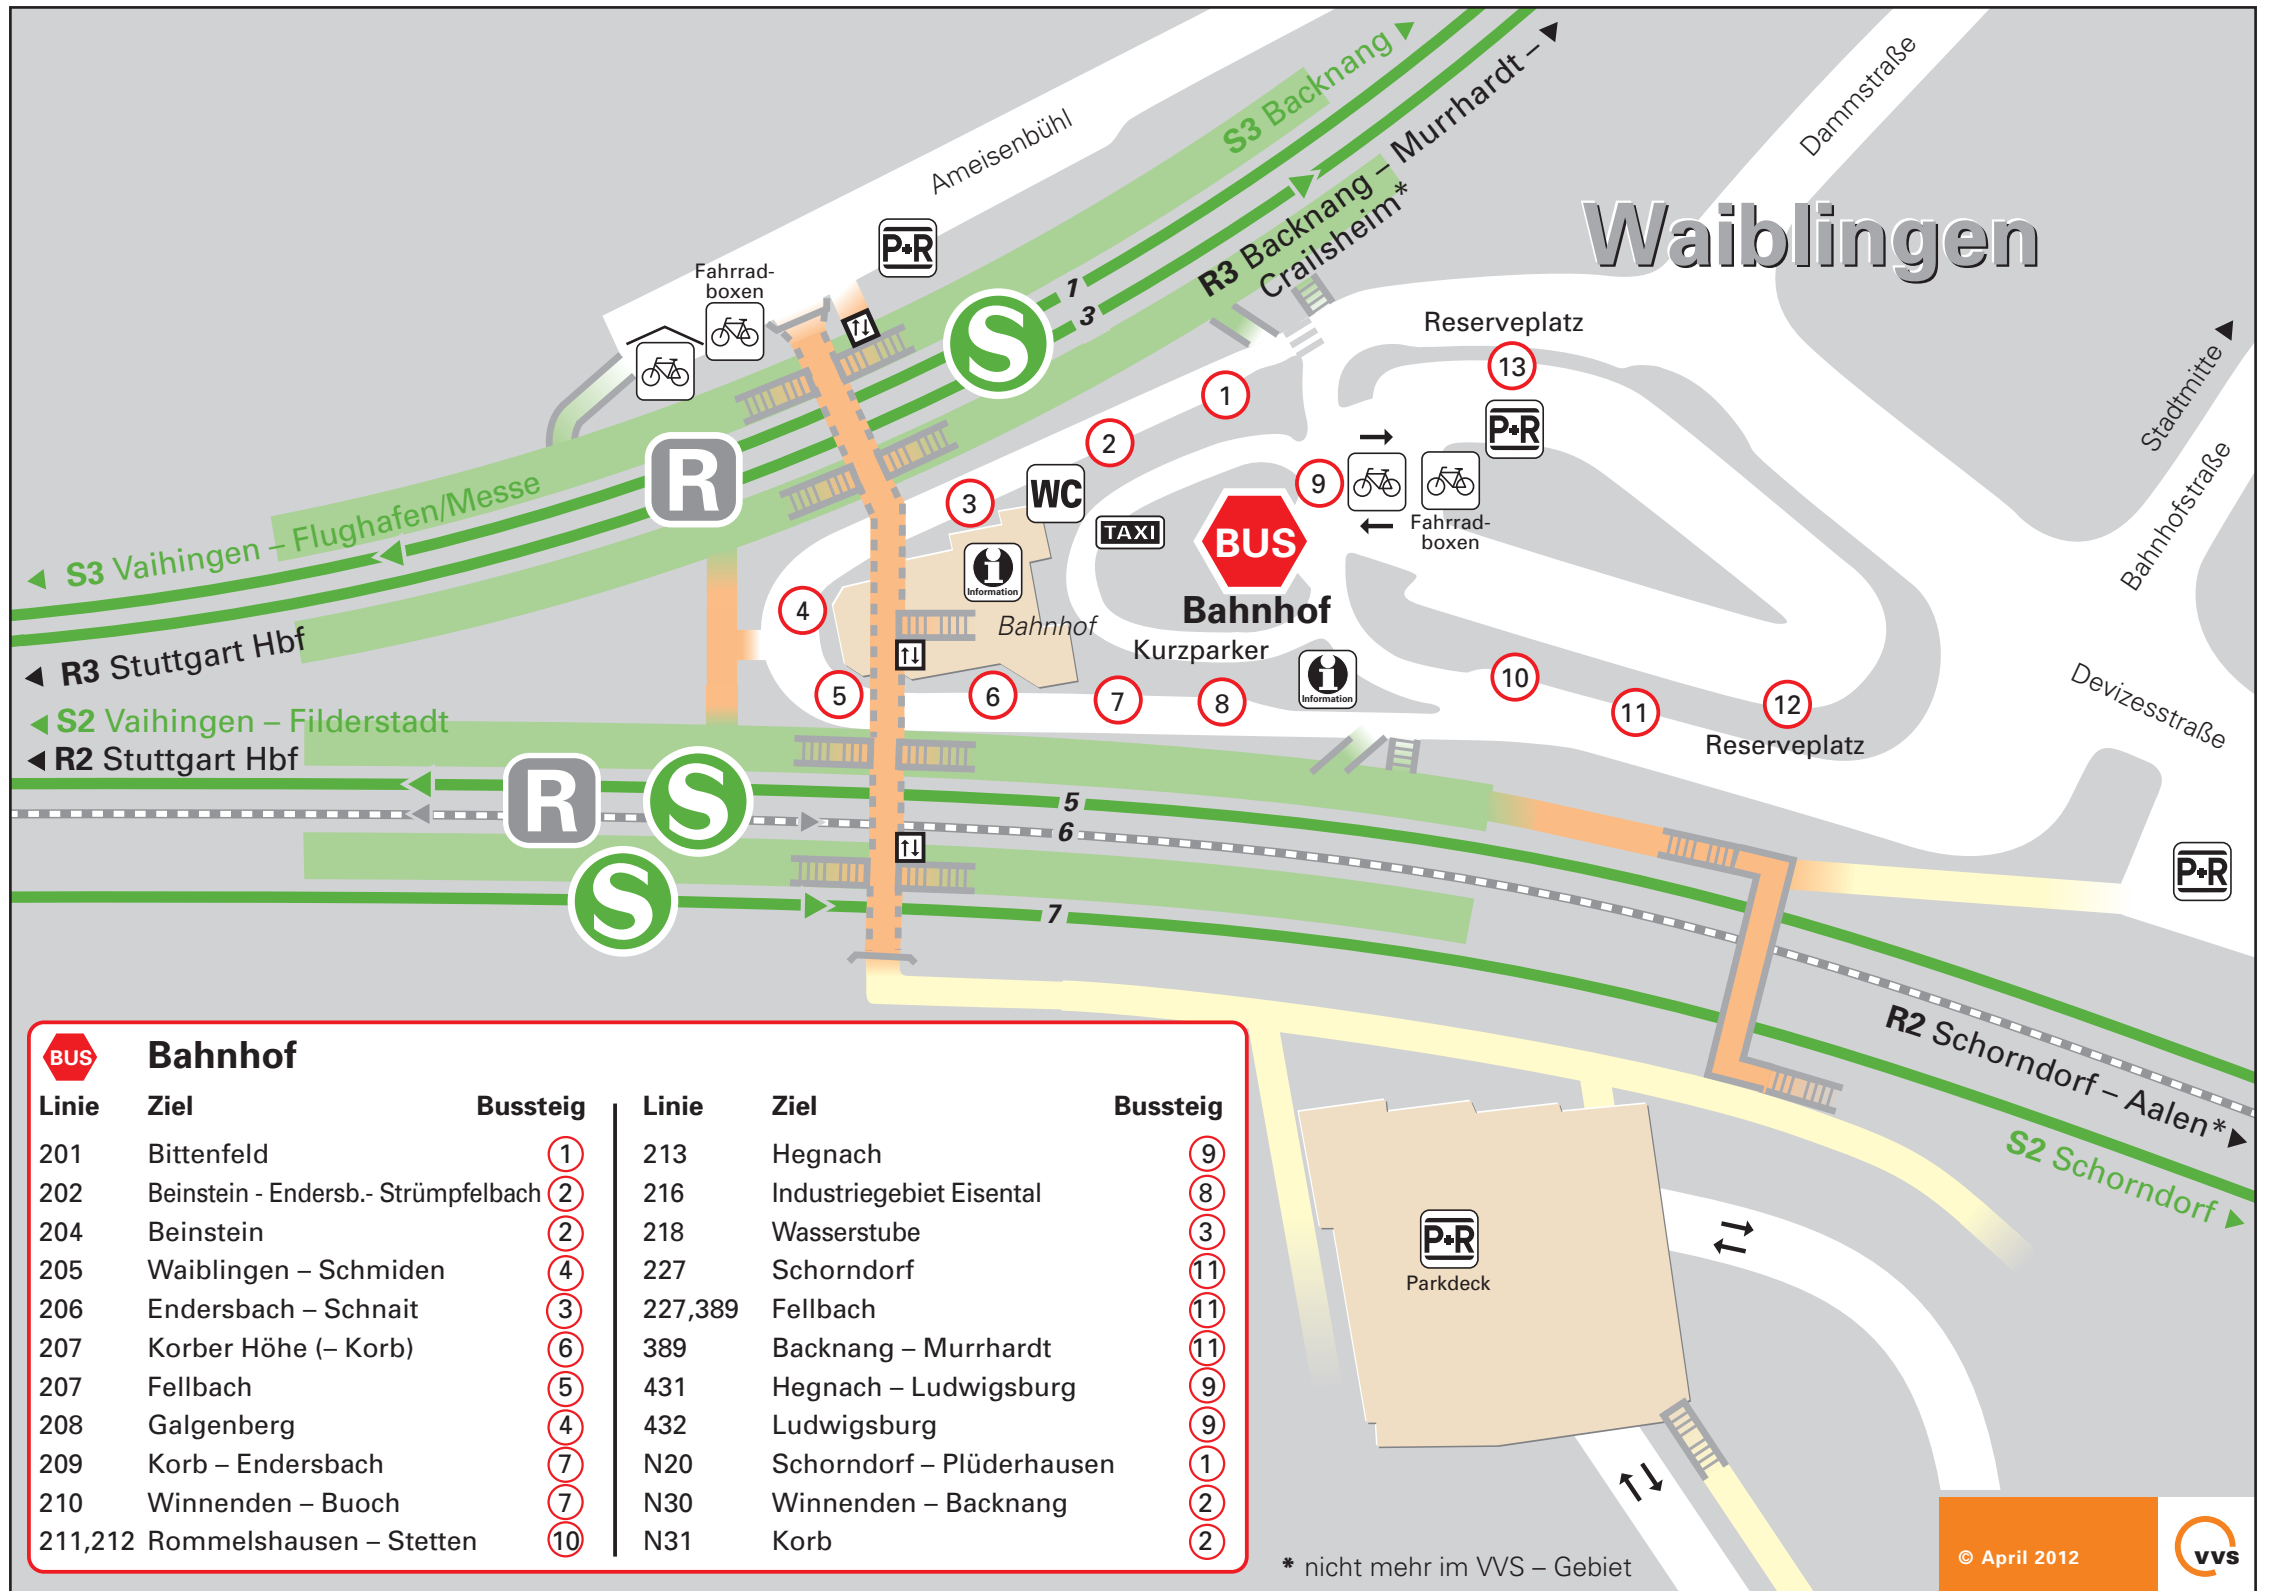 Ameisenbühl
S3 Backnang
R3 Backnang – Murrhardt –
Crailsheim*
Dammstraße
Waiblingen
Stadtmitte
Bahnhofstraße
Devizesstraße
P+R
Fahrrad-
boxen
1
3
S
R
Reserveplatz
13
P+R
1
2
3
WC
TAXI
BUS
9
Fahrrad-
boxen
i
Information
Bahnhof
Bahnhof
Kurzparker
i
Information
4
5
6
7
8
10
11
12
Reserveplatz
S3 Vaihingen – Flughafen/Messe
R3 Stuttgart Hbf
S2 Vaihingen – Filderstadt
R2 Stuttgart Hbf
R
S
S
5
6
7
P+R
R2 Schorndorf – Aalen*
S2 Schorndorf
P+R
Parkdeck
BUS Bahnhof
Linie Ziel Bussteig
201 Bittenfeld 1
202 Beinstein - Endersb.- Strümpfelbach 2
204 Beinstein 2
205 Waiblingen – Schmiden 4
206 Endersbach – Schnait 3
207 Korber Höhe (– Korb) 6
207 Fellbach 5
208 Galgenberg 4
209 Korb – Endersbach 7
210 Winnenden – Buoch 7
211,212 Rommelshausen – Stetten 10
Linie Ziel Bussteig
213 Hegnach 9
216 Industriegebiet Eisental 8
218 Wasserstube 3
227 Schorndorf 11
227,389 Fellbach 11
389 Backnang – Murrhardt 11
431 Hegnach – Ludwigsburg 9
432 Ludwigsburg 9
N20 Schorndorf – Plüderhausen 1
N30 Winnenden – Backnang 2
N31 Korb 2
* nicht mehr im VVS – Gebiet
© April 2012
vvs